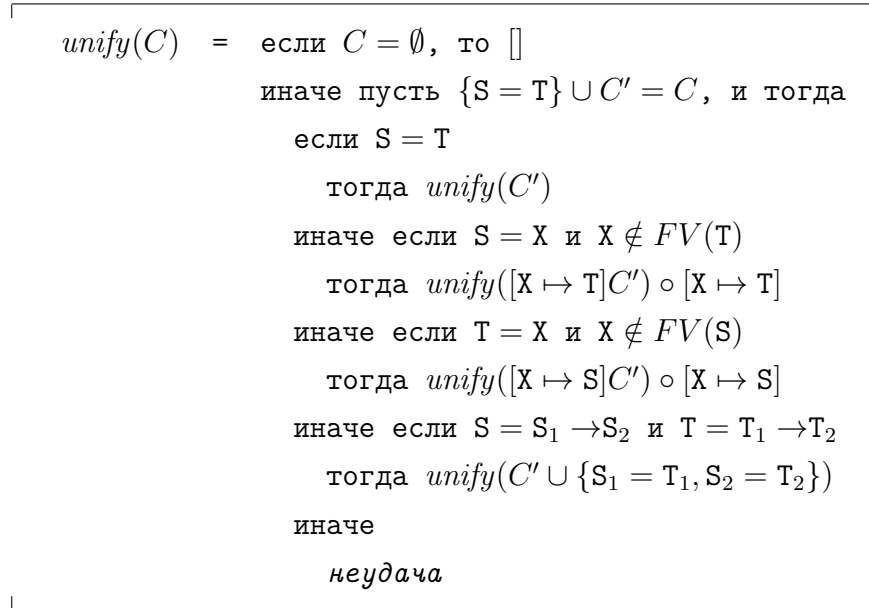 unify(C) = если C = ∅, то []
иначе пусть {S = T} ∪ C′ = C, и тогда
если S = T
тогда unify(C′)
иначе если S = X и X ∉ FV(T)
тогда unify([X ↦ T]C′) ∘ [X ↦ T]
иначе если T = X и X ∉ FV(S)
тогда unify([X ↦ S]C′) ∘ [X ↦ S]
иначе если S = S₁ →S₂ и T = T₁ →T₂
тогда unify(C′ ∪ {S₁ = T₁, S₂ = T₂})
иначе
неудача